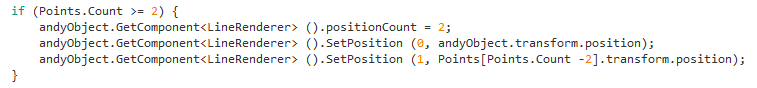 if (Points.Count >= 2) {
    andyObject.GetComponent<LineRenderer> ().positionCount = 2;
    andyObject.GetComponent<LineRenderer> ().SetPosition (0, andyObject.transform.position);
    andyObject.GetComponent<LineRenderer> ().SetPosition (1, Points[Points.Count -2].transform.position);
}